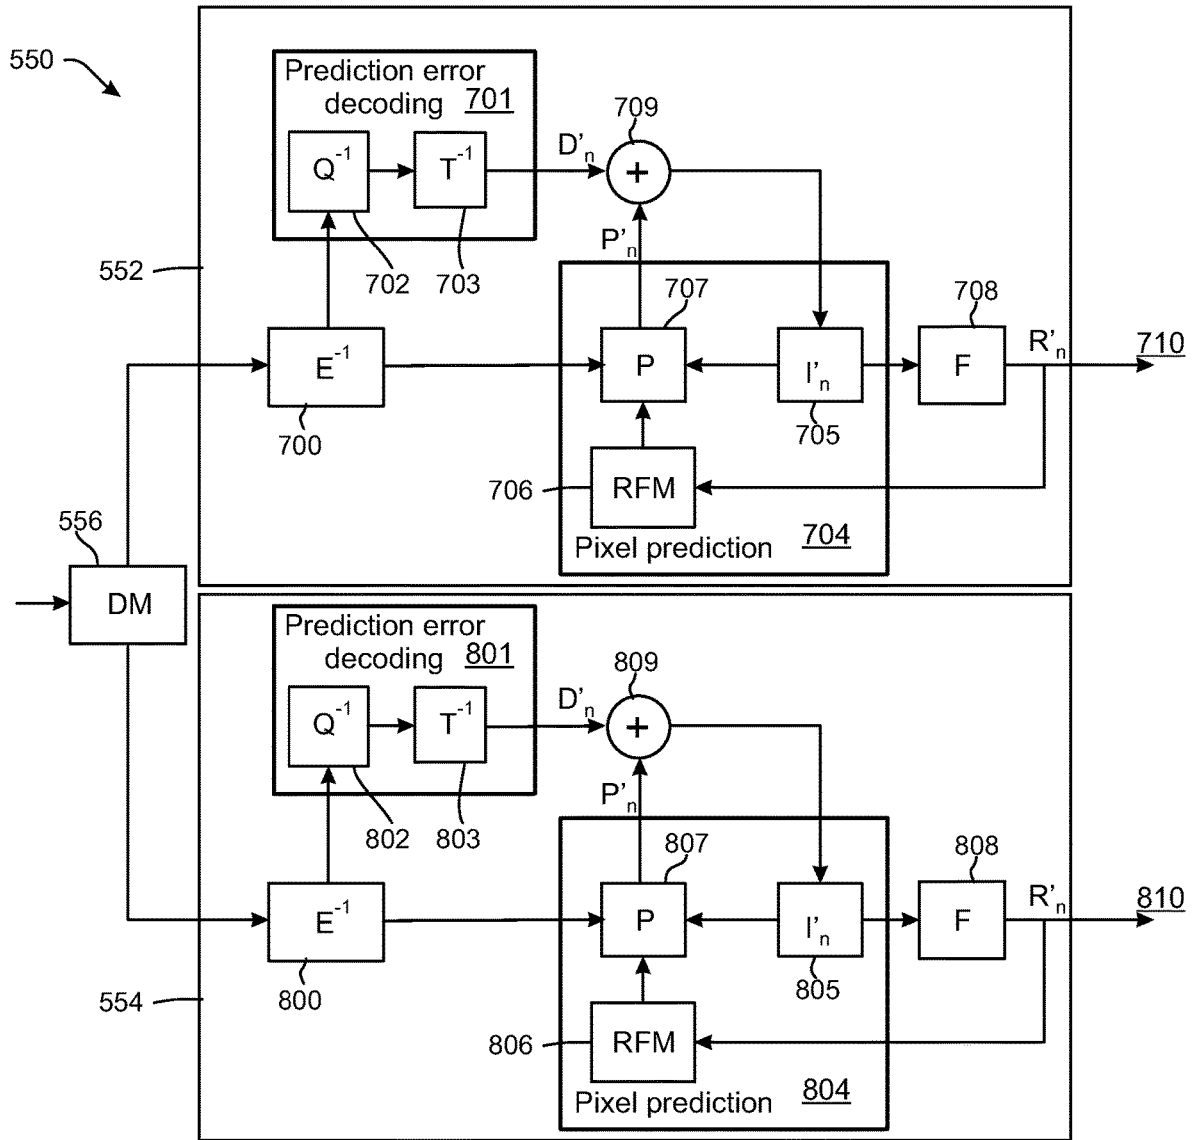 550
Prediction error
decoding 701
Q⁻¹
T⁻¹
D'n
709
+
P'n
552
702
703
707
708
R'n
710
E⁻¹
P
I'n
F
700
705
706
RFM
Pixel prediction
704
556
DM
Prediction error
decoding 801
Q⁻¹
T⁻¹
D'n
809
+
P'n
802
803
807
808
R'n
810
E⁻¹
P
I'n
F
554
800
805
806
RFM
Pixel prediction
804